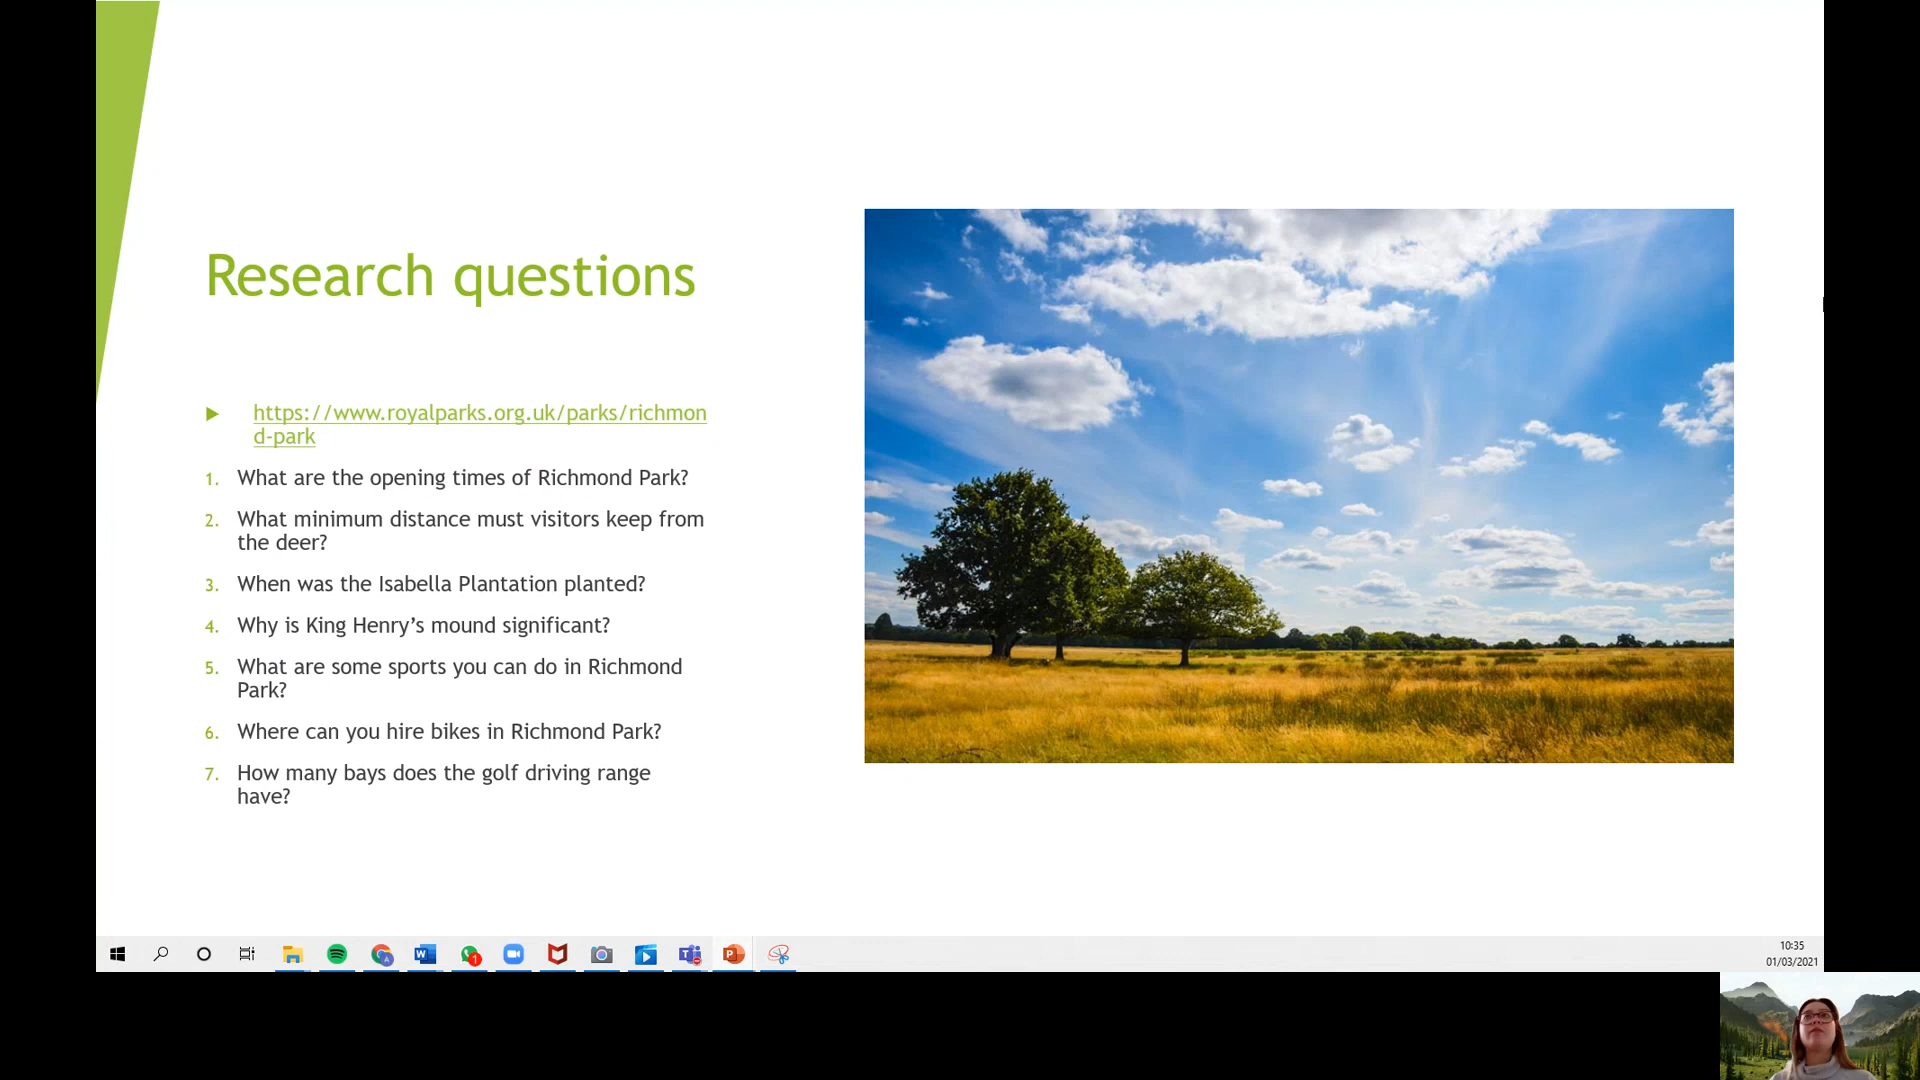 Research questions
https://www.royalparks.org.uk/parks/richmon
d-park
1. What are the opening times of Richmond Park?
2. What minimum distance must visitors keep from
the deer?
3. When was the Isabella Plantation planted?
4. Why is King Henry’s mound significant?
5. What are some sports you can do in Richmond
Park?
6. Where can you hire bikes in Richmond Park?
7. How many bays does the golf driving range
have?
A
W
1
T
P
10:35
01/03/2021